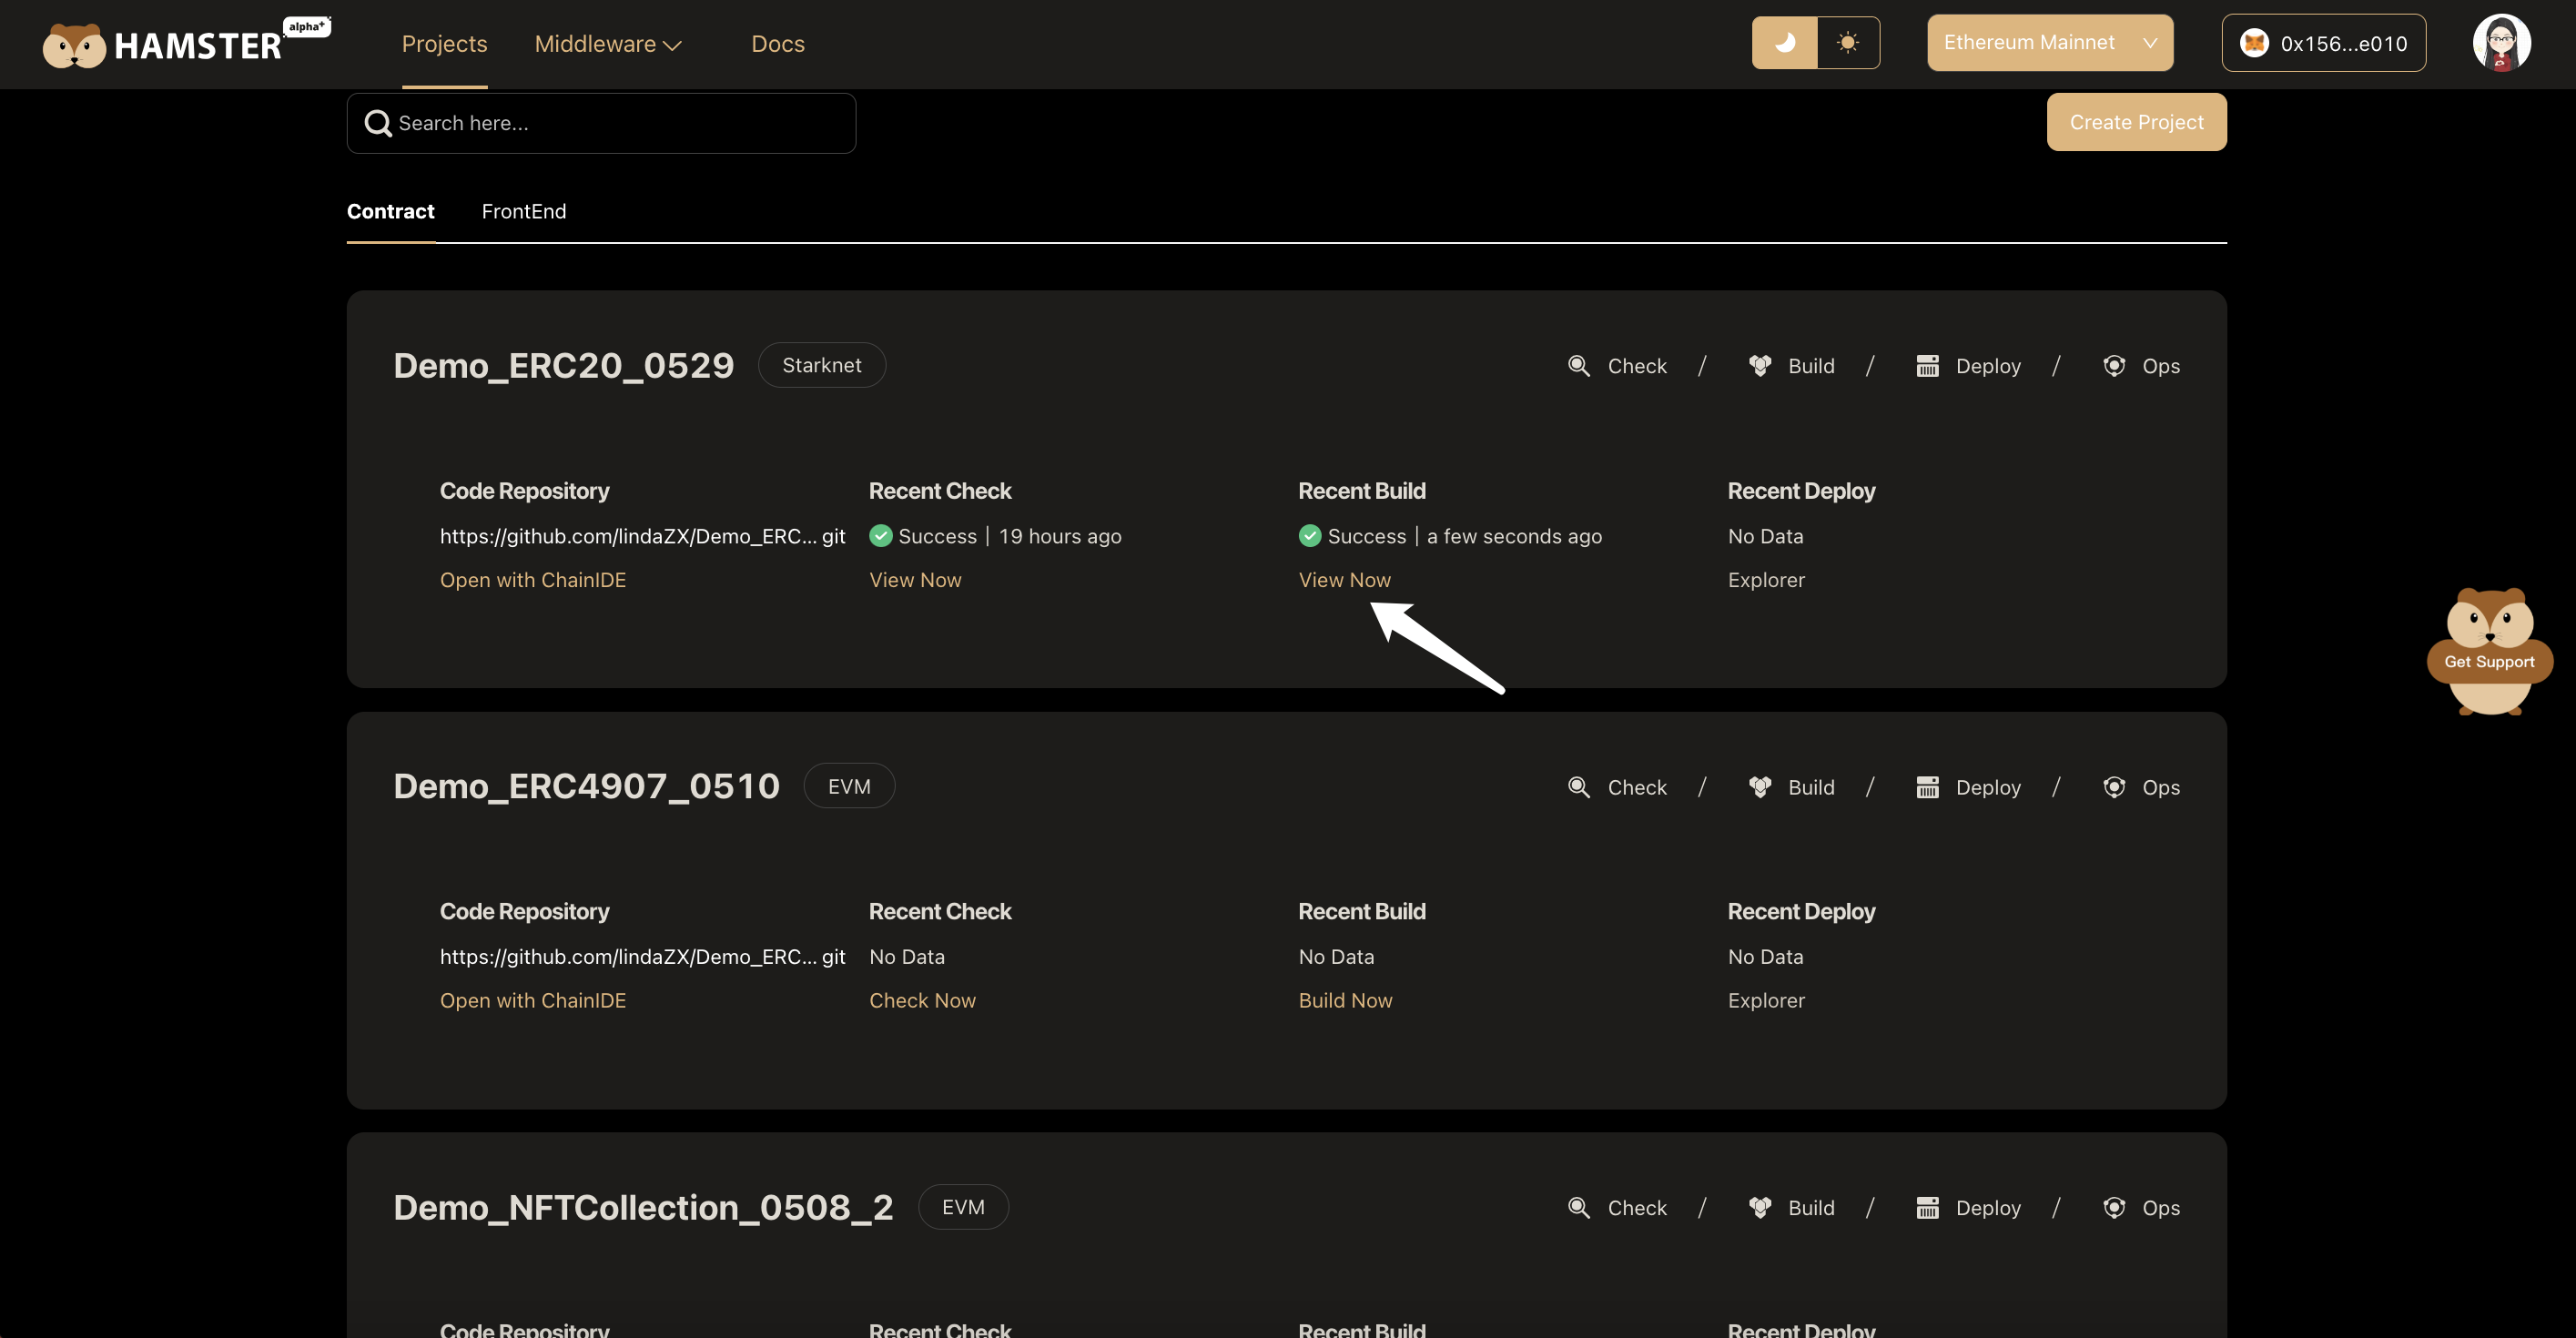 HAMSTER alpha+ Projects Middleware Docs Ethereum Mainnet 0x156...e010
Search here... Create Project
Contract FrontEnd
Demo_ERC20_0529 Starknet Check / Build / Deploy / Ops
Code Repository Recent Check Recent Build Recent Deploy
https://github.com/lindaZX/Demo_ERC... git Success | 19 hours ago Success | a few seconds ago No Data
Open with ChainIDE View Now View Now Explorer
Get Support
Demo_ERC4907_0510 EVM Check / Build / Deploy / Ops
Code Repository Recent Check Recent Build Recent Deploy
https://github.com/lindaZX/Demo_ERC... git No Data No Data No Data
Open with ChainIDE Check Now Build Now Explorer
Demo_NFTCollection_0508_2 EVM Check / Build / Deploy / Ops
Code Repository Recent Check Recent Build Recent Deploy